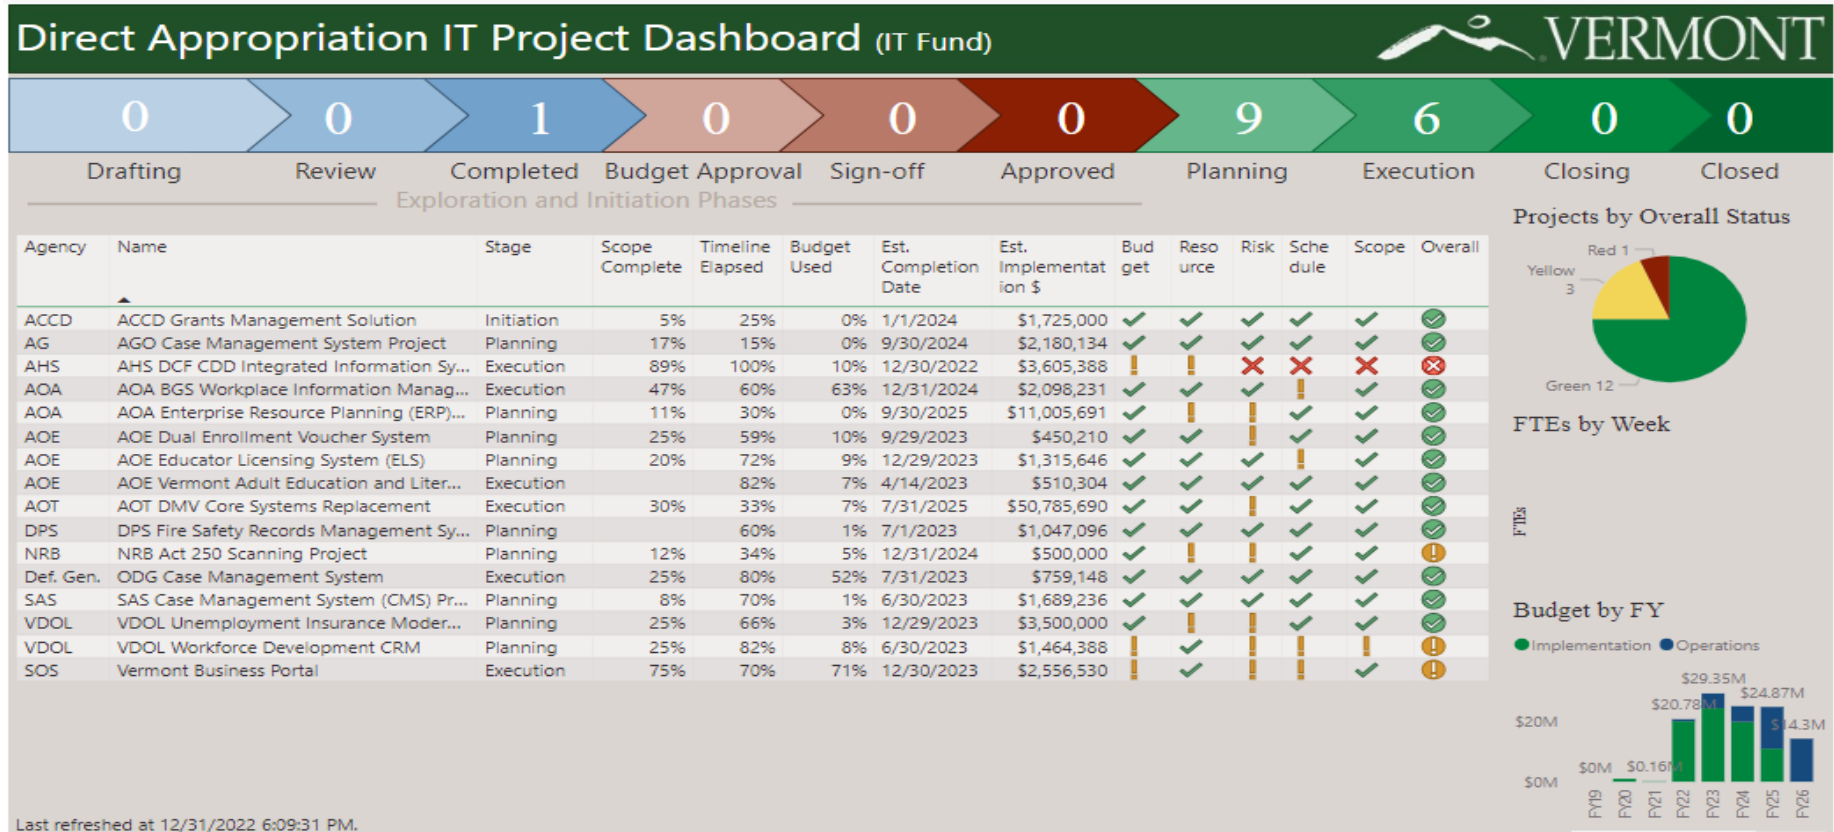 Direct Appropriation IT Project Dashboard (IT Fund)
VERMONT
0 0 1 0 0 0 9 6 0 0
Drafting Review Completed Budget Approval Sign-off Approved Planning Execution Closing Closed
Exploration and Initiation Phases
Agency Name Stage Scope Complete Timeline Elapsed Budget Used Est. Completion Date Est. Implementat ion $ Bud get Reso urce Risk Sche dule Scope Overall
ACCD ACCD Grants Management Solution Initiation 5% 25% 0% 1/1/2024 $1,725,000
AG AGO Case Management System Project Planning 17% 15% 0% 9/30/2024 $2,180,134
AHS AHS DCF CDD Integrated Information Sy... Execution 89% 100% 10% 12/30/2022 $3,605,388
AOA AOA BGS Workplace Information Manag... Execution 47% 60% 63% 12/31/2024 $2,098,231
AOA AOA Enterprise Resource Planning (ERP)... Planning 11% 30% 0% 9/30/2025 $11,005,691
AOE AOE Dual Enrollment Voucher System Planning 25% 59% 10% 9/29/2023 $450,210
AOE AOE Educator Licensing System (ELS) Planning 20% 72% 9% 12/29/2023 $1,315,646
AOE AOE Vermont Adult Education and Liter... Execution 82% 7% 4/14/2023 $510,304
AOT AOT DMV Core Systems Replacement Execution 30% 33% 7% 7/31/2025 $50,785,690
DPS DPS Fire Safety Records Management Sy... Planning 60% 1% 7/1/2023 $1,047,096
NRB NRB Act 250 Scanning Project Planning 12% 34% 5% 12/31/2024 $500,000
Def. Gen. ODG Case Management System Execution 25% 80% 52% 7/31/2023 $759,148
SAS SAS Case Management System (CMS) Pr... Planning 8% 70% 1% 6/30/2023 $1,689,236
VDOL VDOL Unemployment Insurance Moder... Planning 25% 66% 3% 12/29/2023 $3,500,000
VDOL VDOL Workforce Development CRM Planning 25% 82% 8% 6/30/2023 $1,464,388
SOS Vermont Business Portal Execution 75% 70% 71% 12/30/2023 $2,556,530
Last refreshed at 12/31/2022 6:09:31 PM.
Projects by Overall Status
Red 1
Yellow
3
Green 12
FTEs by Week
FTEs
Budget by FY
Implementation Operations
$29.35M
$24.87M
$20.78M
$20M
$14.3M
$0M $0.16M
$0M
FY19 FY20 FY21 FY22 FY23 FY24 FY25 FY26